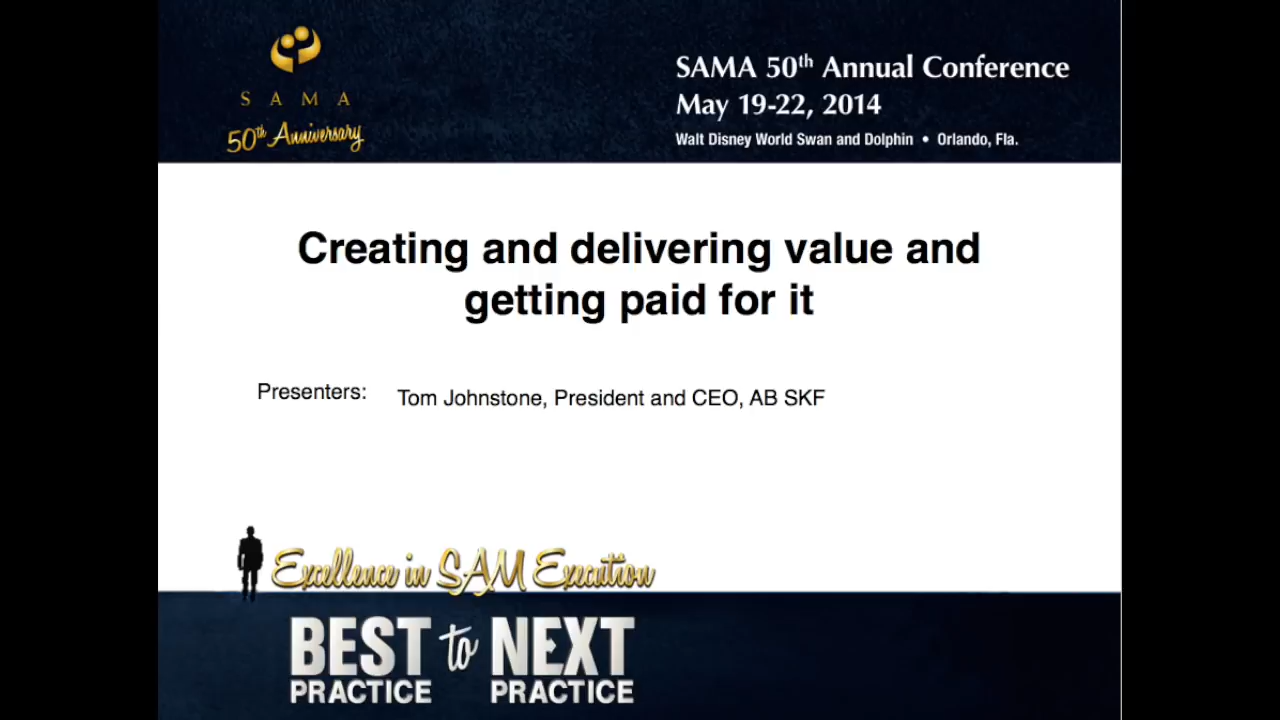 S A M A
50th Anniversary
SAMA 50th Annual Conference
May 19-22, 2014
Walt Disney World Swan and Dolphin • Orlando, Fla.
Creating and delivering value and
getting paid for it
Presenters: Tom Johnstone, President and CEO, AB SKF
Excellence in SAM Execution
BEST to NEXT
PRACTICE PRACTICE